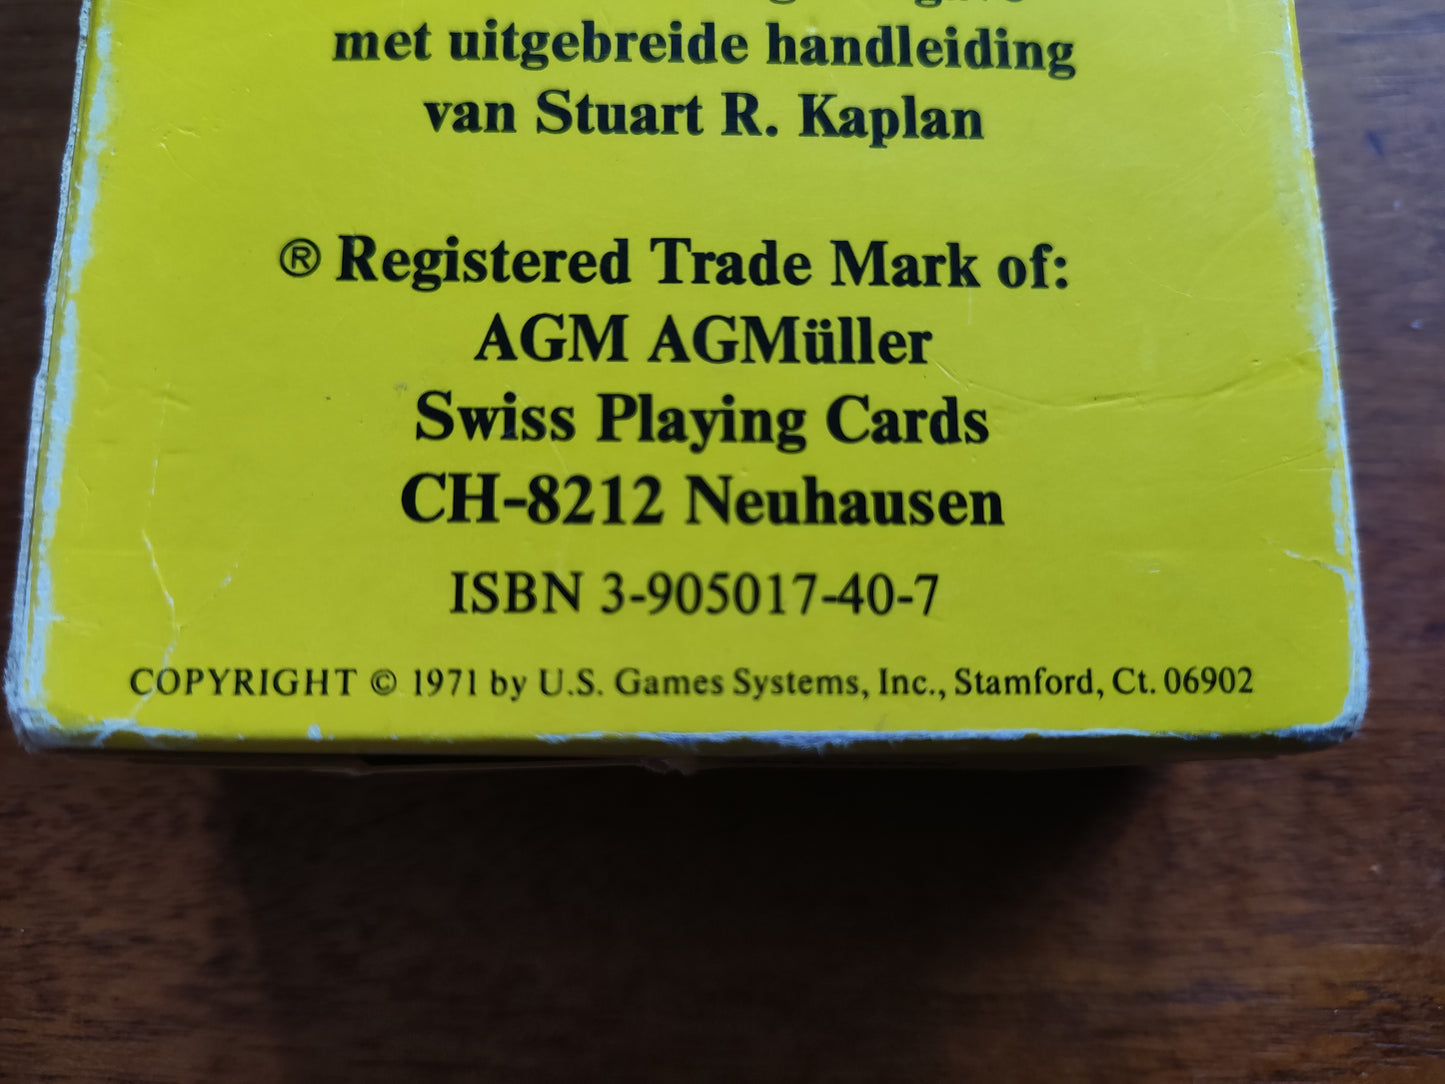 met uitgebreide handleiding
van Stuart R. Kaplan
® Registered Trade Mark of:
AGM AGMüller
Swiss Playing Cards
CH-8212 Neuhausen
ISBN 3-905017-40-7
COPYRIGHT © 1971 by U.S. Games Systems, Inc., Stamford, Ct. 06902